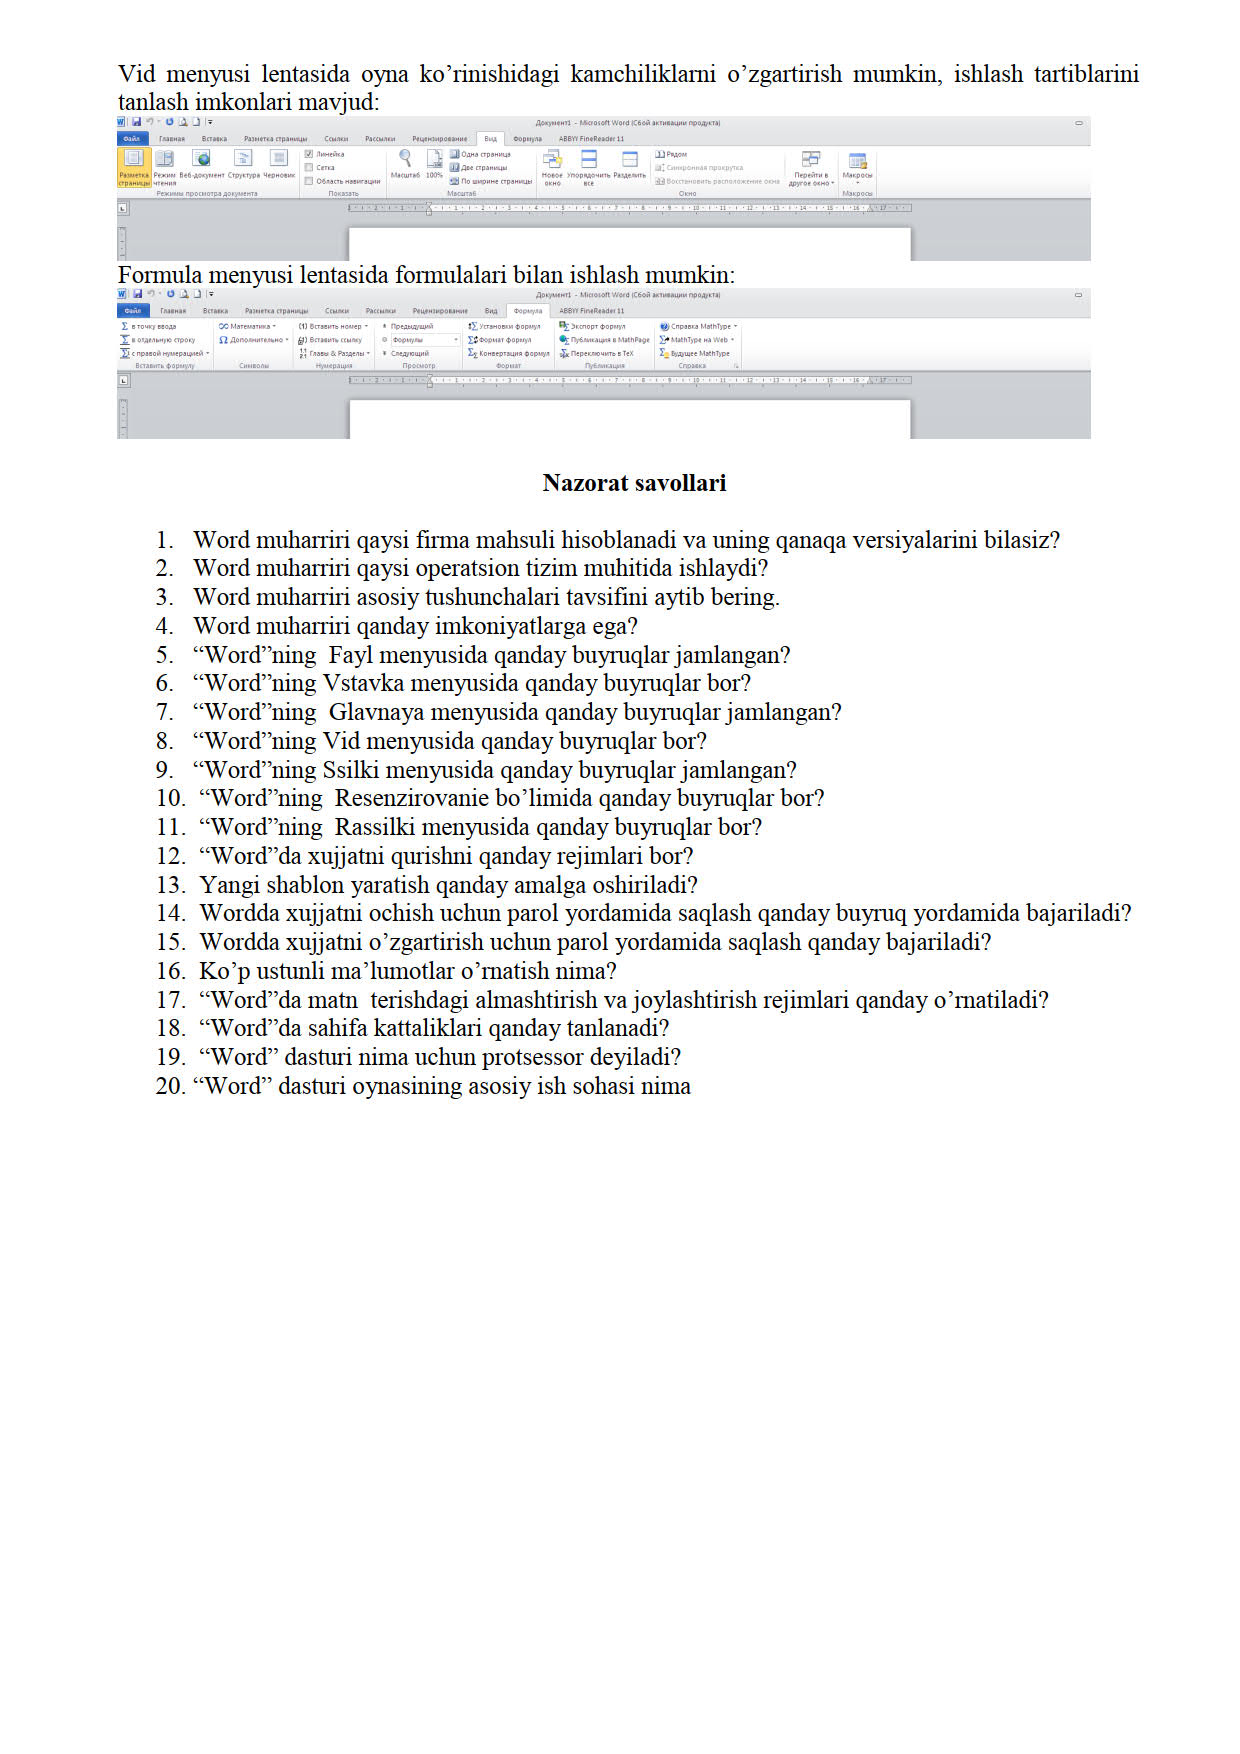 Vid menyusi lentasida oyna ko’rinishidagi kamchiliklarni o’zgartirish mumkin, ishlash tartiblarini
tanlash imkonlari mavjud:
Документ1 - Microsoft Word (Сбой активации продукта)
Файл Главная Вставка Разметка страницы Ссылки Рассылки Рецензирование Вид Формула ABBYY FineReader 11
Разметка страницы Режим чтения Веб-документ Структура Черновик
Режимы просмотра документа
Линейка
Сетка
Область навигации
Показать
Масштаб 100%
Одна страница
Две страницы
По ширине страницы
Масштаб
Новое окно Упорядочить все Разделить
Рядом
Синхронная прокрутка
Восстановить расположение окна
Перейти в другое окно
Окно
Макросы
Макросы
Formula menyusi lentasida formulalari bilan ishlash mumkin:
Документ1 - Microsoft Word (Сбой активации продукта)
Файл Главная Вставка Разметка страницы Ссылки Рассылки Рецензирование Вид Формула ABBYY FineReader 11
в точку ввода
в отдельную строку
с правой нумерацией
Вставить формулу
Математика
Дополнительно
Символы
(1) Вставить номер
Вставить ссылку
Главы & Разделы
Нумерация
Предыдущий
Формулы
Следующий
Просмотр
Установки формул
Формат формул
Конвертация формул
Формат
Экспорт формул
Публикация в MathPage
Переключить в TeX
Публикация
Справка MathType
MathType на Web
Будущее MathType
Справка
Nazorat savollari
1. Word muharriri qaysi firma mahsuli hisoblanadi va uning qanaqa versiyalarini bilasiz?
2. Word muharriri qaysi operatsion tizim muhitida ishlaydi?
3. Word muharriri asosiy tushunchalari tavsifini aytib bering.
4. Word muharriri qanday imkoniyatlarga ega?
5. “Word”ning Fayl menyusida qanday buyruqlar jamlangan?
6. “Word”ning Vstavka menyusida qanday buyruqlar bor?
7. “Word”ning Glavnaya menyusida qanday buyruqlar jamlangan?
8. “Word”ning Vid menyusida qanday buyruqlar bor?
9. “Word”ning Ssilki menyusida qanday buyruqlar jamlangan?
10. “Word”ning Resenzirovanie bo’limida qanday buyruqlar bor?
11. “Word”ning Rassilki menyusida qanday buyruqlar bor?
12. “Word”da xujjatni qurishni qanday rejimlari bor?
13. Yangi shablon yaratish qanday amalga oshiriladi?
14. Wordda xujjatni ochish uchun parol yordamida saqlash qanday buyruq yordamida bajariladi?
15. Wordda xujjatni o’zgartirish uchun parol yordamida saqlash qanday bajariladi?
16. Ko’p ustunli ma’lumotlar o’rnatish nima?
17. “Word”da matn terishdagi almashtirish va joylashtirish rejimlari qanday o’rnatiladi?
18. “Word”da sahifa kattaliklari qanday tanlanadi?
19. “Word” dasturi nima uchun protsessor deyiladi?
20. “Word” dasturi oynasining asosiy ish sohasi nima